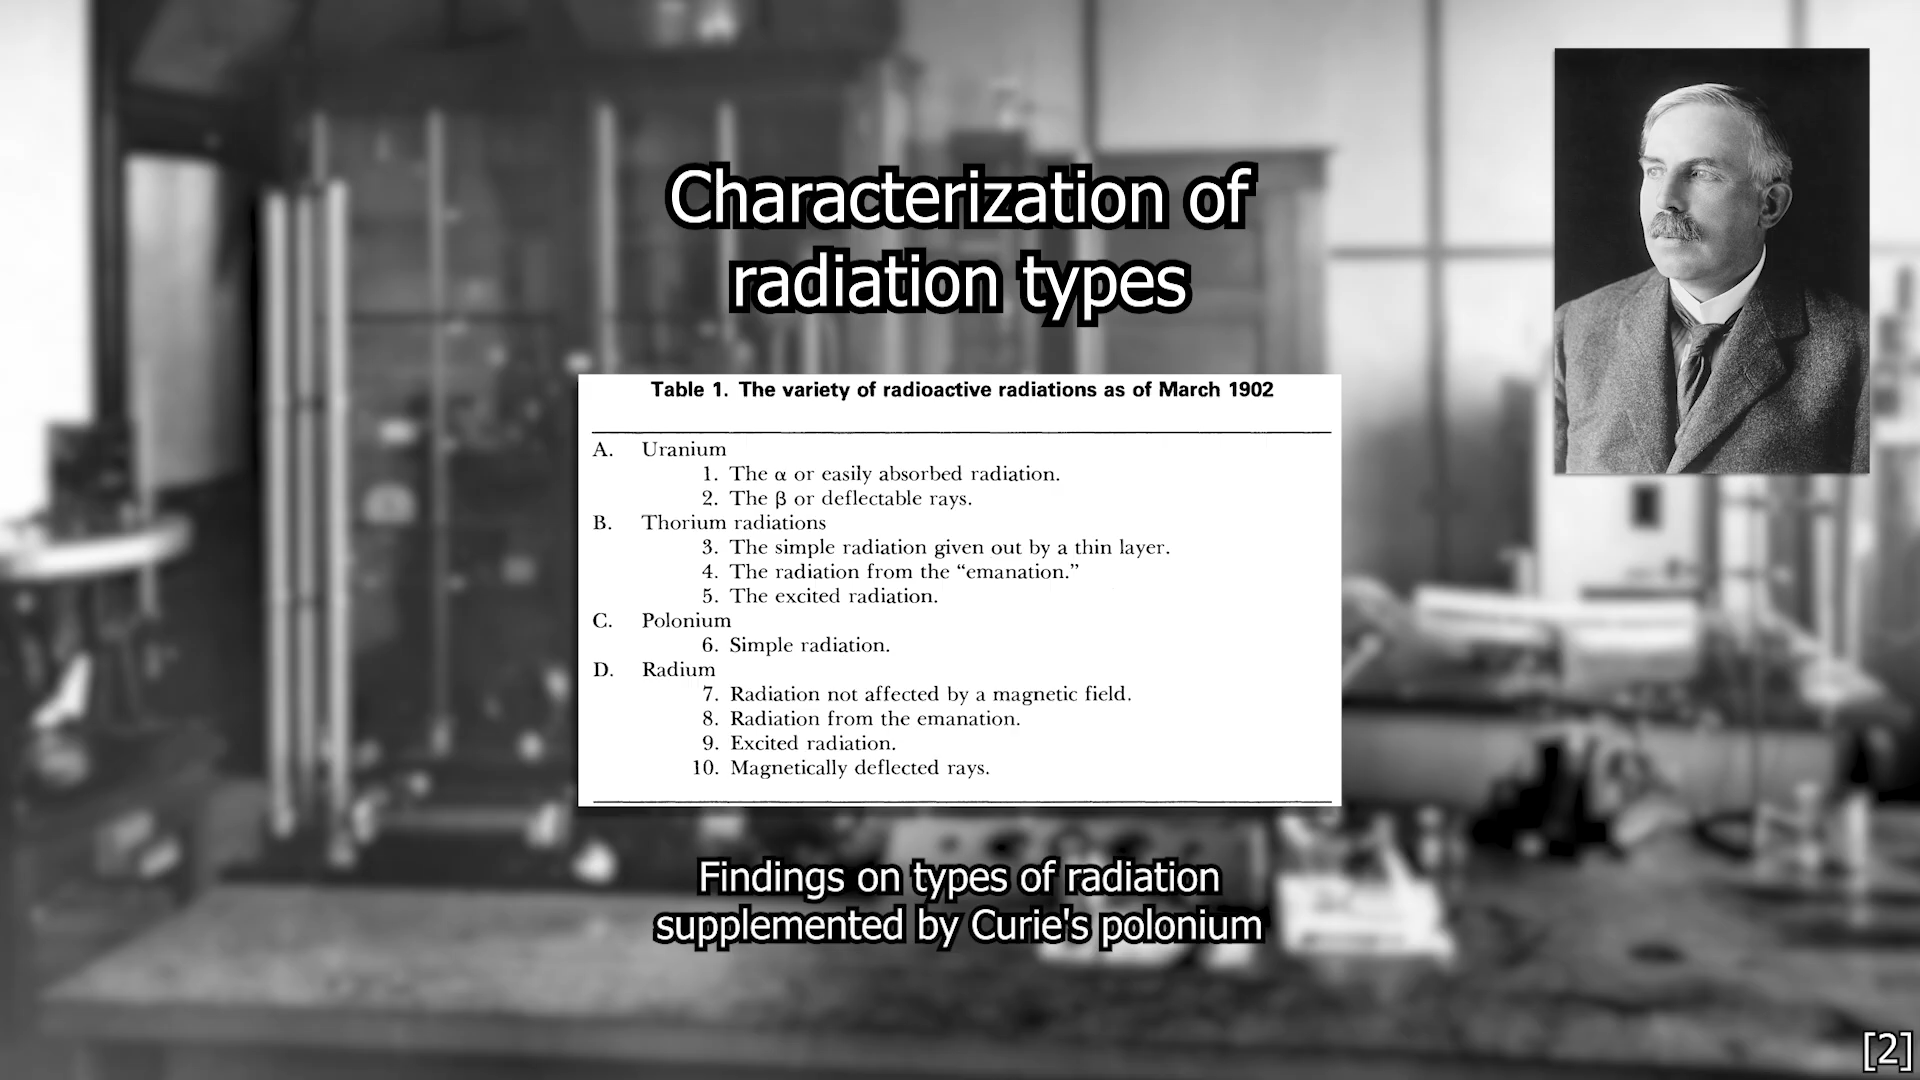 Characterization of
radiation types
Table 1. The variety of radioactive radiations as of March 1902
A. Uranium
1. The α or easily absorbed radiation.
2. The β or deflectable rays.
B. Thorium radiations
3. The simple radiation given out by a thin layer.
4. The radiation from the “emanation.”
5. The excited radiation.
C. Polonium
6. Simple radiation.
D. Radium
7. Radiation not affected by a magnetic field.
8. Radiation from the emanation.
9. Excited radiation.
10. Magnetically deflected rays.
Findings on types of radiation
supplemented by Curie's polonium
[2]